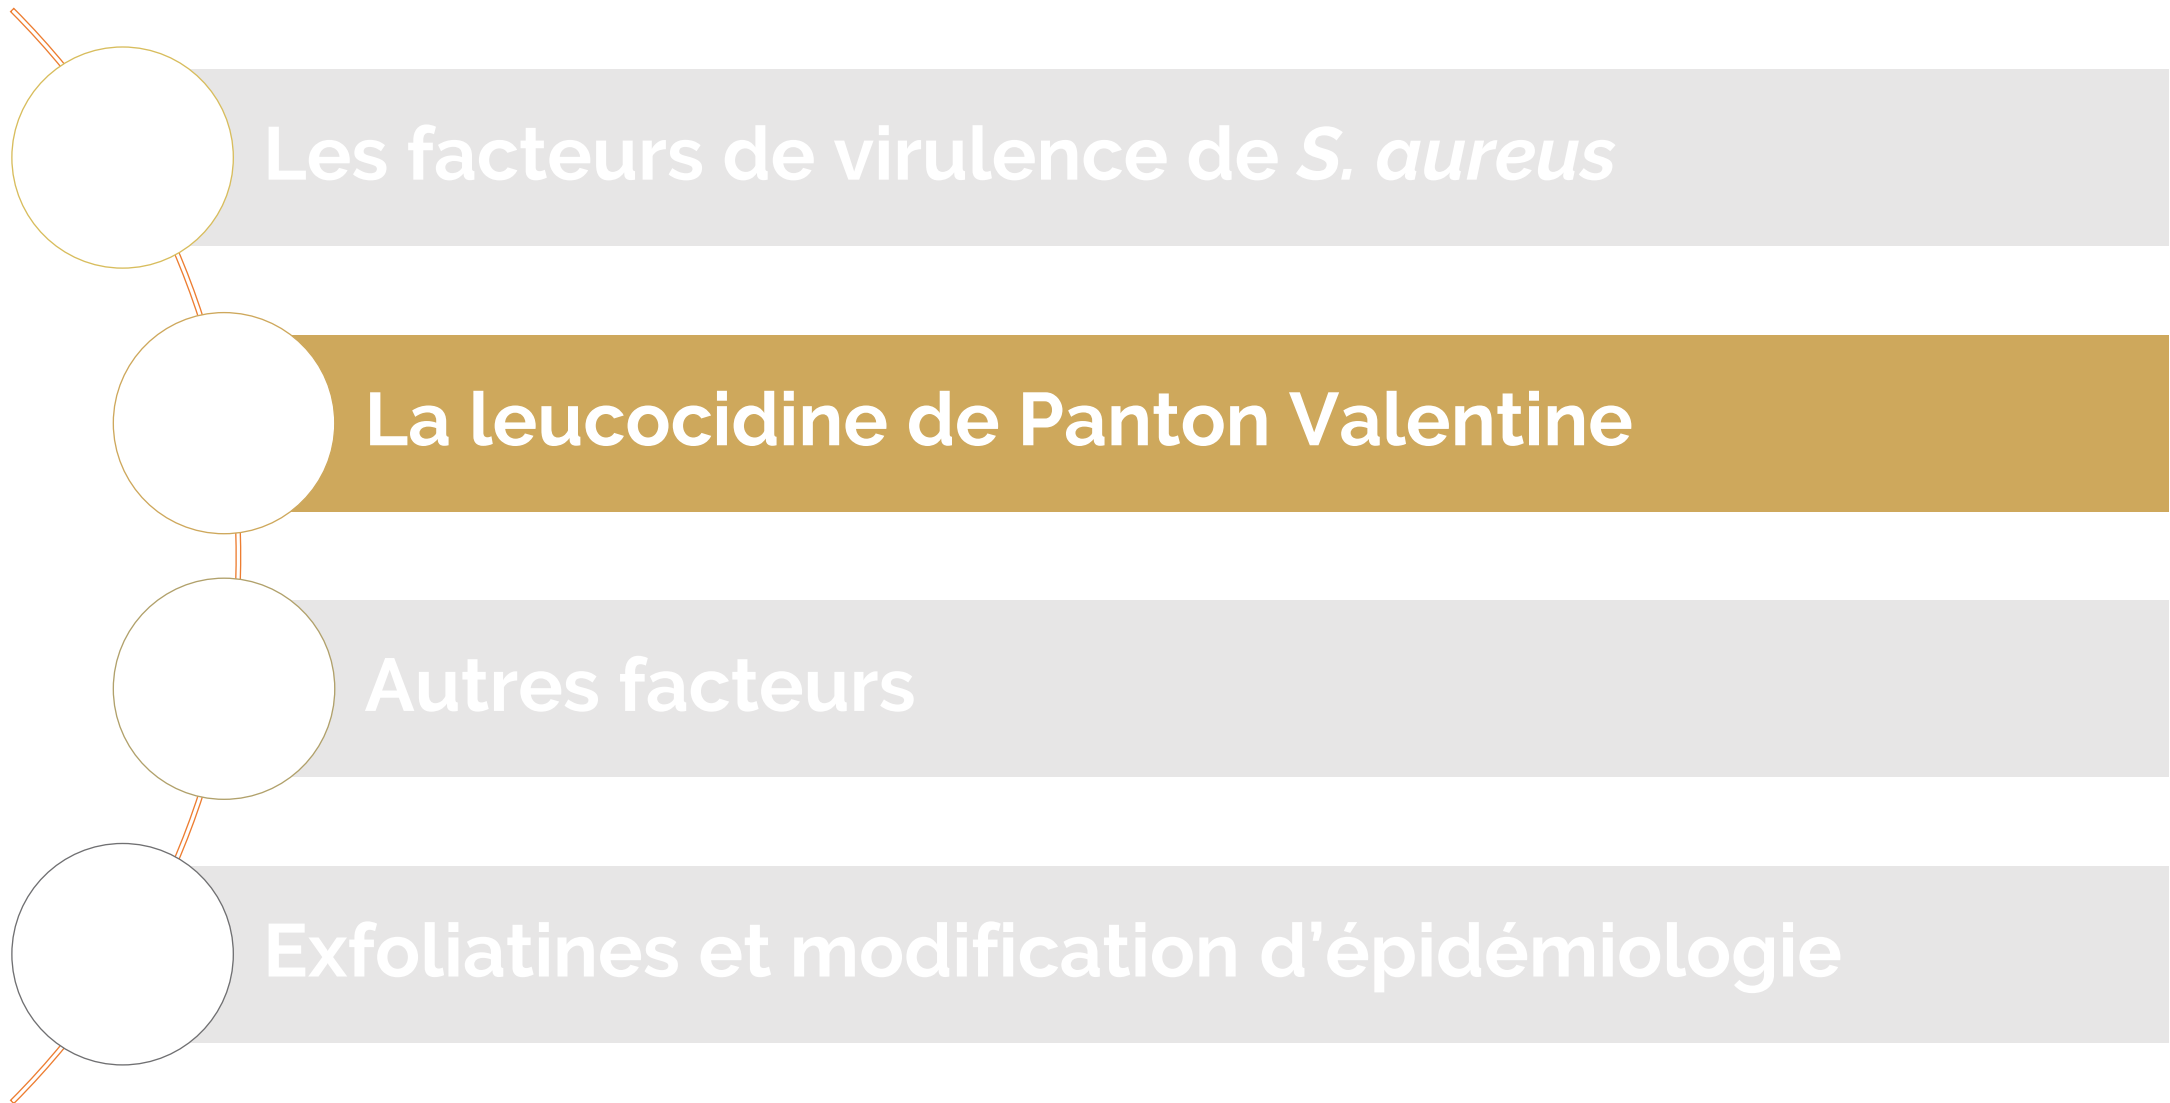 Les facteurs de virulence de S. aureus
La leucocidine de Panton Valentine
Autres facteurs
Exfoliatines et modification d’épidémiologie